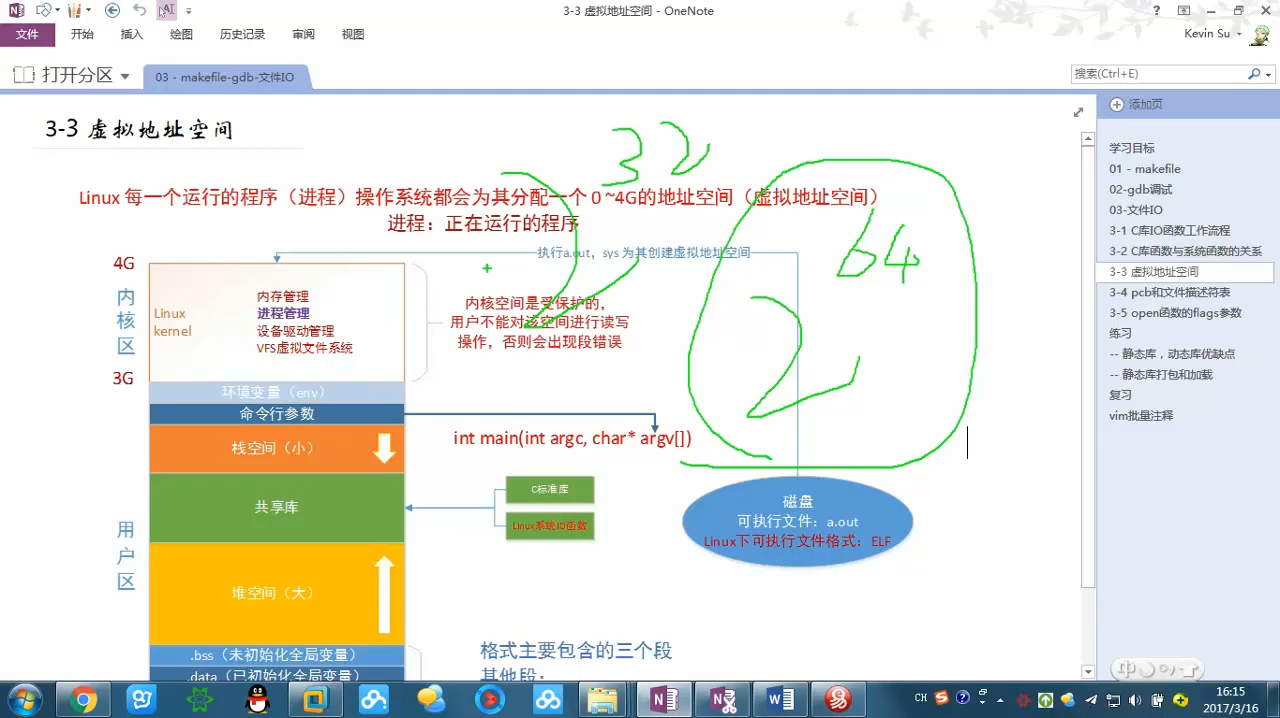 3-3 虚拟地址空间 - OneNote
文件
开始
插入
绘图
历史记录
审阅
视图
Kevin Su
打开分区
03 - makefile-gdb-文件IO
搜索(Ctrl+E)
3-3 虚拟地址空间
Linux 每一个运行的程序（进程）操作系统都会为其分配一个 0 ~4G的地址空间（虚拟地址空间）
进程：正在运行的程序
2
32
2
64
执行a.out，sys 为其创建虚拟地址空间
4G
内核区
3G
Linux
kernel
内存管理
进程管理
设备驱动管理
VFS虚拟文件系统
内核空间是受保护的，
用户不能对该空间进行读写
操作，否则会出现段错误
环境变量（env）
命令行参数
int main(int argc, char* argv[])
栈空间（小）
共享库
C标准库
Linux系统IO函数
磁盘
可执行文件：a.out
Linux下可执行文件格式：ELF
用户区
堆空间（大）
.bss（未初始化全局变量）
.data（已初始化全局变量）
格式主要包含的三个段
其他段：
添加页
学习目标
01 - makefile
02-gdb调试
03-文件IO
3-1 C库IO函数工作流程
3-2 C库函数与系统函数的关系
3-3 虚拟地址空间
3-4 pcb和文件描述符表
3-5 open函数的flags参数
练习
-- 静态库，动态库优缺点
-- 静态库打包和加载
复习
vim批量注释
中
CH
16:15
2017/3/16